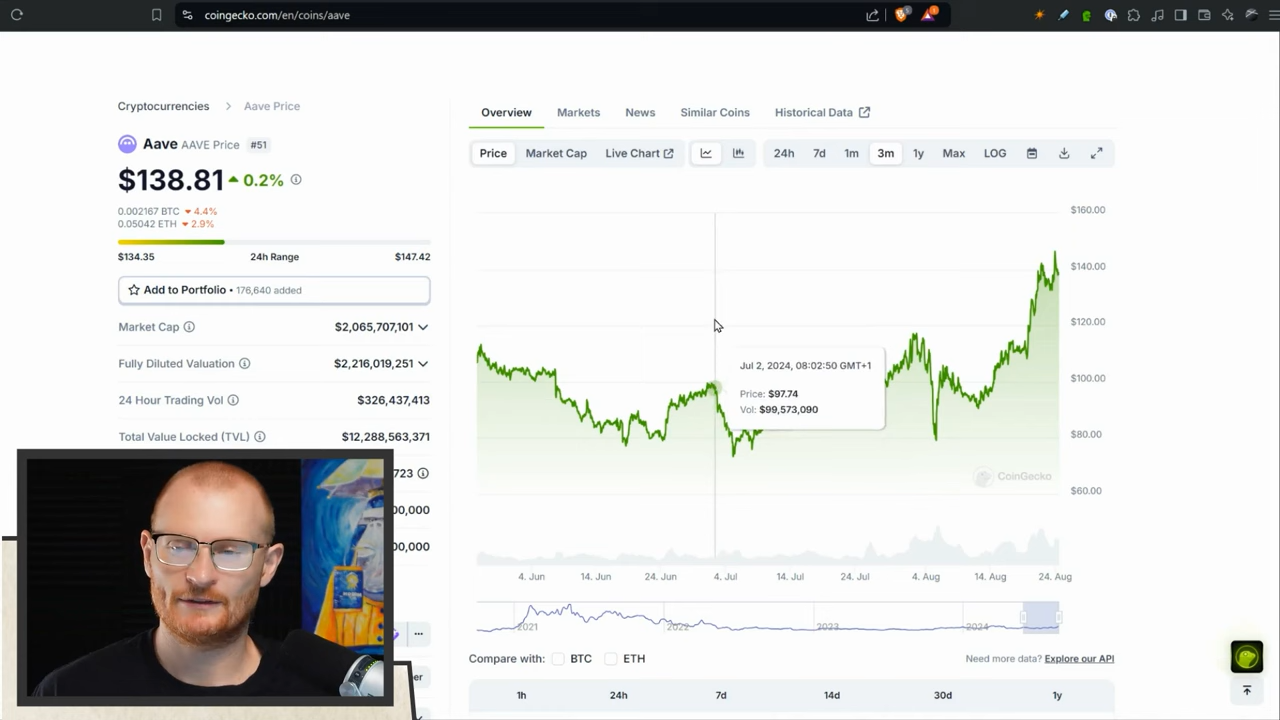 coingecko.com/en/coins/aave
Cryptocurrencies > Aave Price
Aave AAVE Price #51
$138.81 0.2%
0.002167 BTC 4.4%
0.05042 ETH 2.9%
$134.35 24h Range $147.42
Add to Portfolio • 176,640 added
Market Cap $2,065,707,101
Fully Diluted Valuation $2,216,019,251
24 Hour Trading Vol $326,437,413
Total Value Locked (TVL) $12,288,563,371
723
00,000
00,000
er
Overview Markets News Similar Coins Historical Data
Price Market Cap Live Chart 24h 7d 1m 3m 1y Max LOG
$160.00
$140.00
$120.00
$100.00
$80.00
$60.00
Jul 2, 2024, 08:02:50 GMT+1
Price: $97.74
Vol: $99,573,090
CoinGecko
4. Jun 14. Jun 24. Jun 4. Jul 14. Jul 24. Jul 4. Aug 14. Aug 24. Aug
2021 2022 2023 2024
Compare with: BTC ETH Need more data? Explore our API
1h 24h 7d 14d 30d 1y